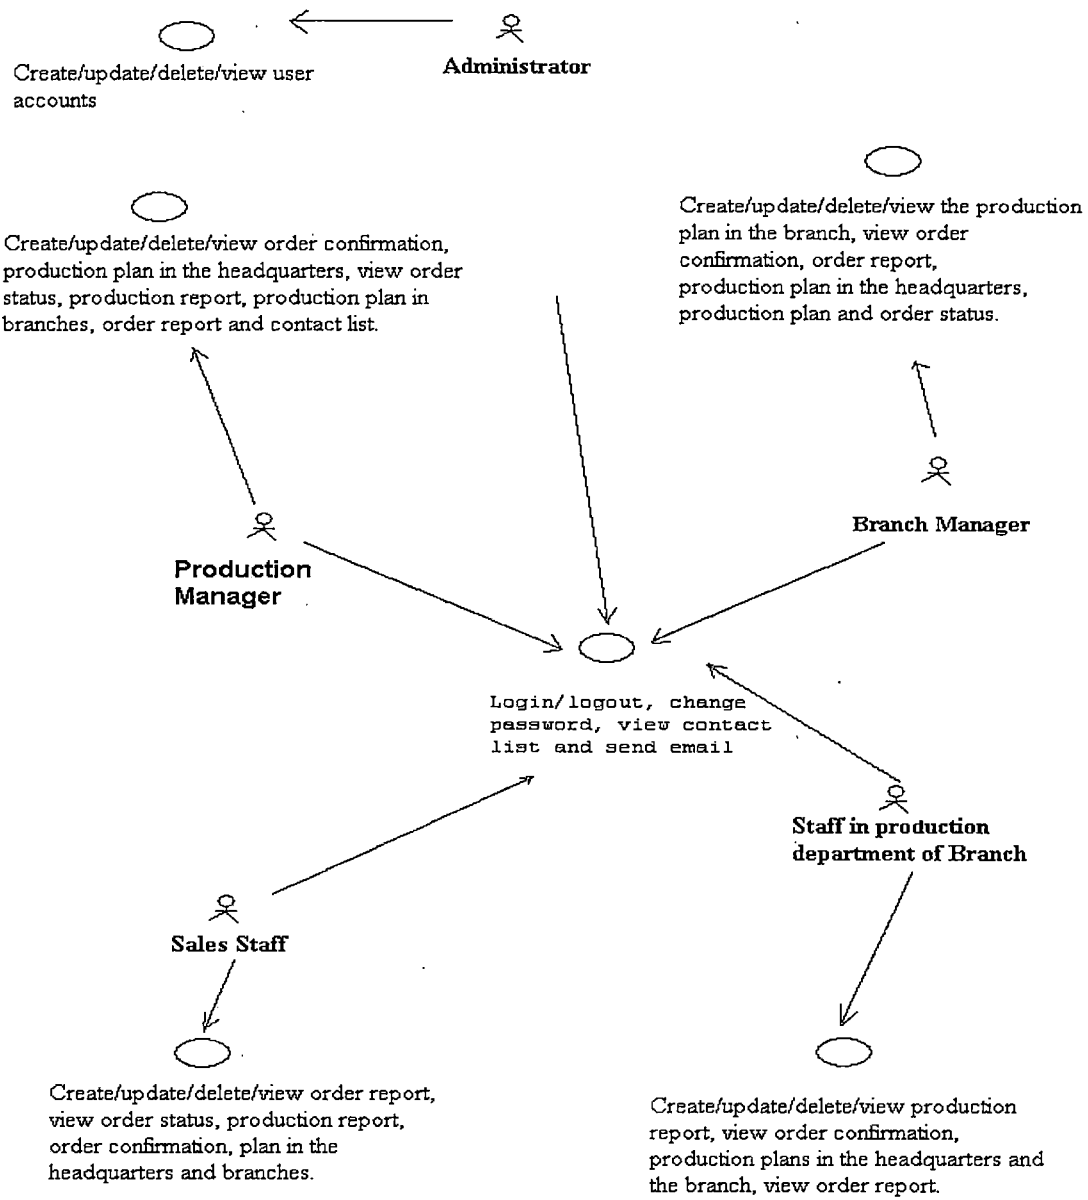 Administrator
Create/update/delete/view user
accounts
Create/update/delete/view the production
plan in the branch, view order
confirmation, order report,
production plan in the headquarters,
production plan and order status.
Create/update/delete/view order confirmation,
production plan in the headquarters, view order
status, production report, production plan in
branches, order report and contact list.
Branch Manager
Production
Manager
Login/logout, change
password, view contact
list and send email
Staff in production
department of Branch
Sales Staff
Create/update/delete/view order report,
view order status, production report,
order confirmation, plan in the
headquarters and branches.
Create/update/delete/view production
report, view order confirmation,
production plans in the headquarters and
the branch, view order report.